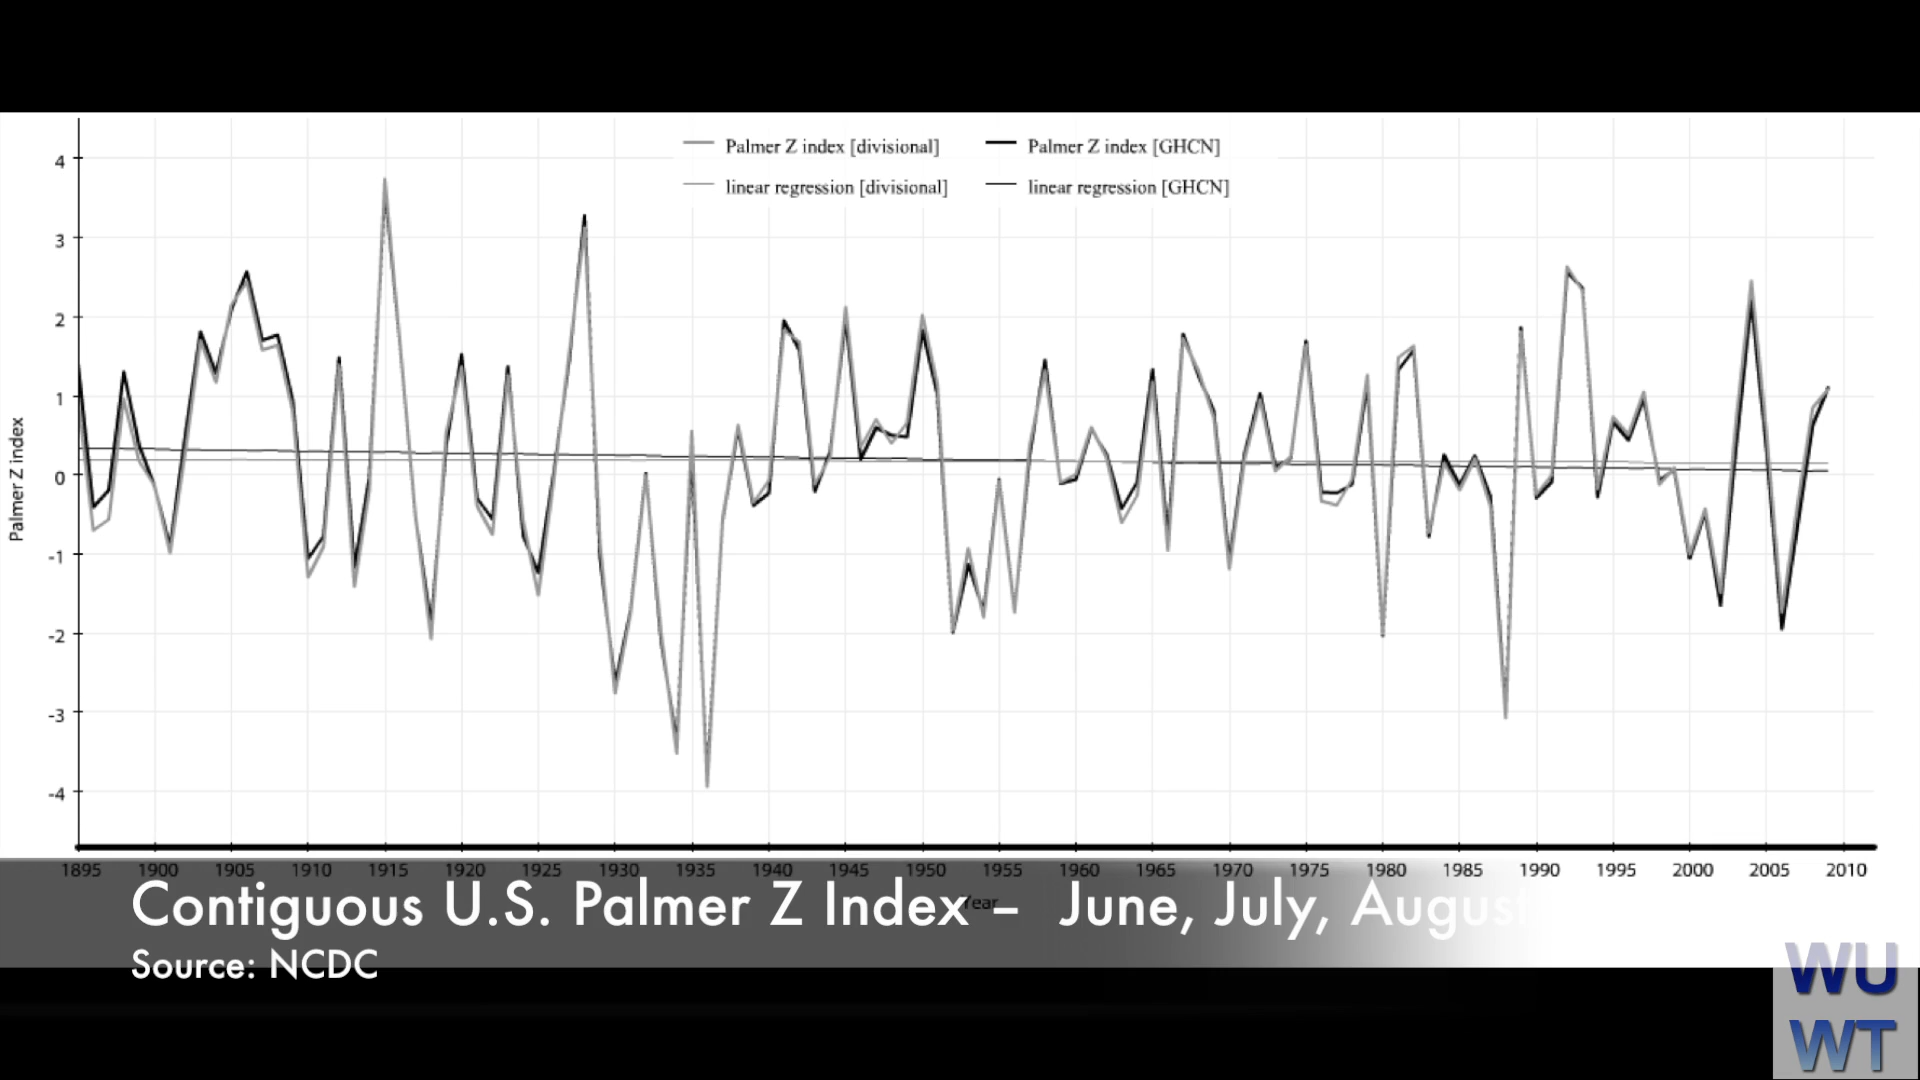 Palmer Z index [divisional] Palmer Z index [GHCN]
linear regression [divisional] linear regression [GHCN]
4
3
2
1
0
-1
-2
-3
-4
Palmer Z index
1895 1900 1905 1910 1915 1920 1925 1930 1935 1940 1945 1950 1955 1960 1965 1970 1975 1980 1985 1990 1995 2000 2005 2010
Year
Contiguous U.S. Palmer Z Index – June, July, August,
Source: NCDC
WU
WT